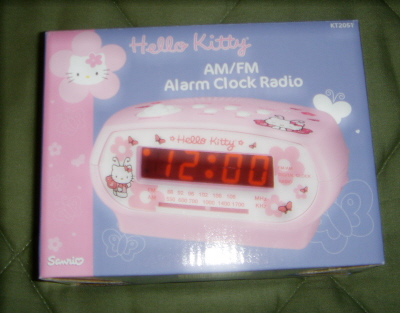 KT2051
Hello Kitty
AM/FM
Alarm Clock Radio
Hello Kitty
12:00
Sanrio